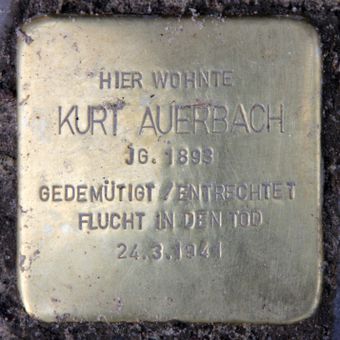 HIER WOHNTE
KURT AUERBACH
JG. 1893
GEDEMÜTIGT / ENTRECHTET
FLUCHT IN DEN TOD
24.3.1941